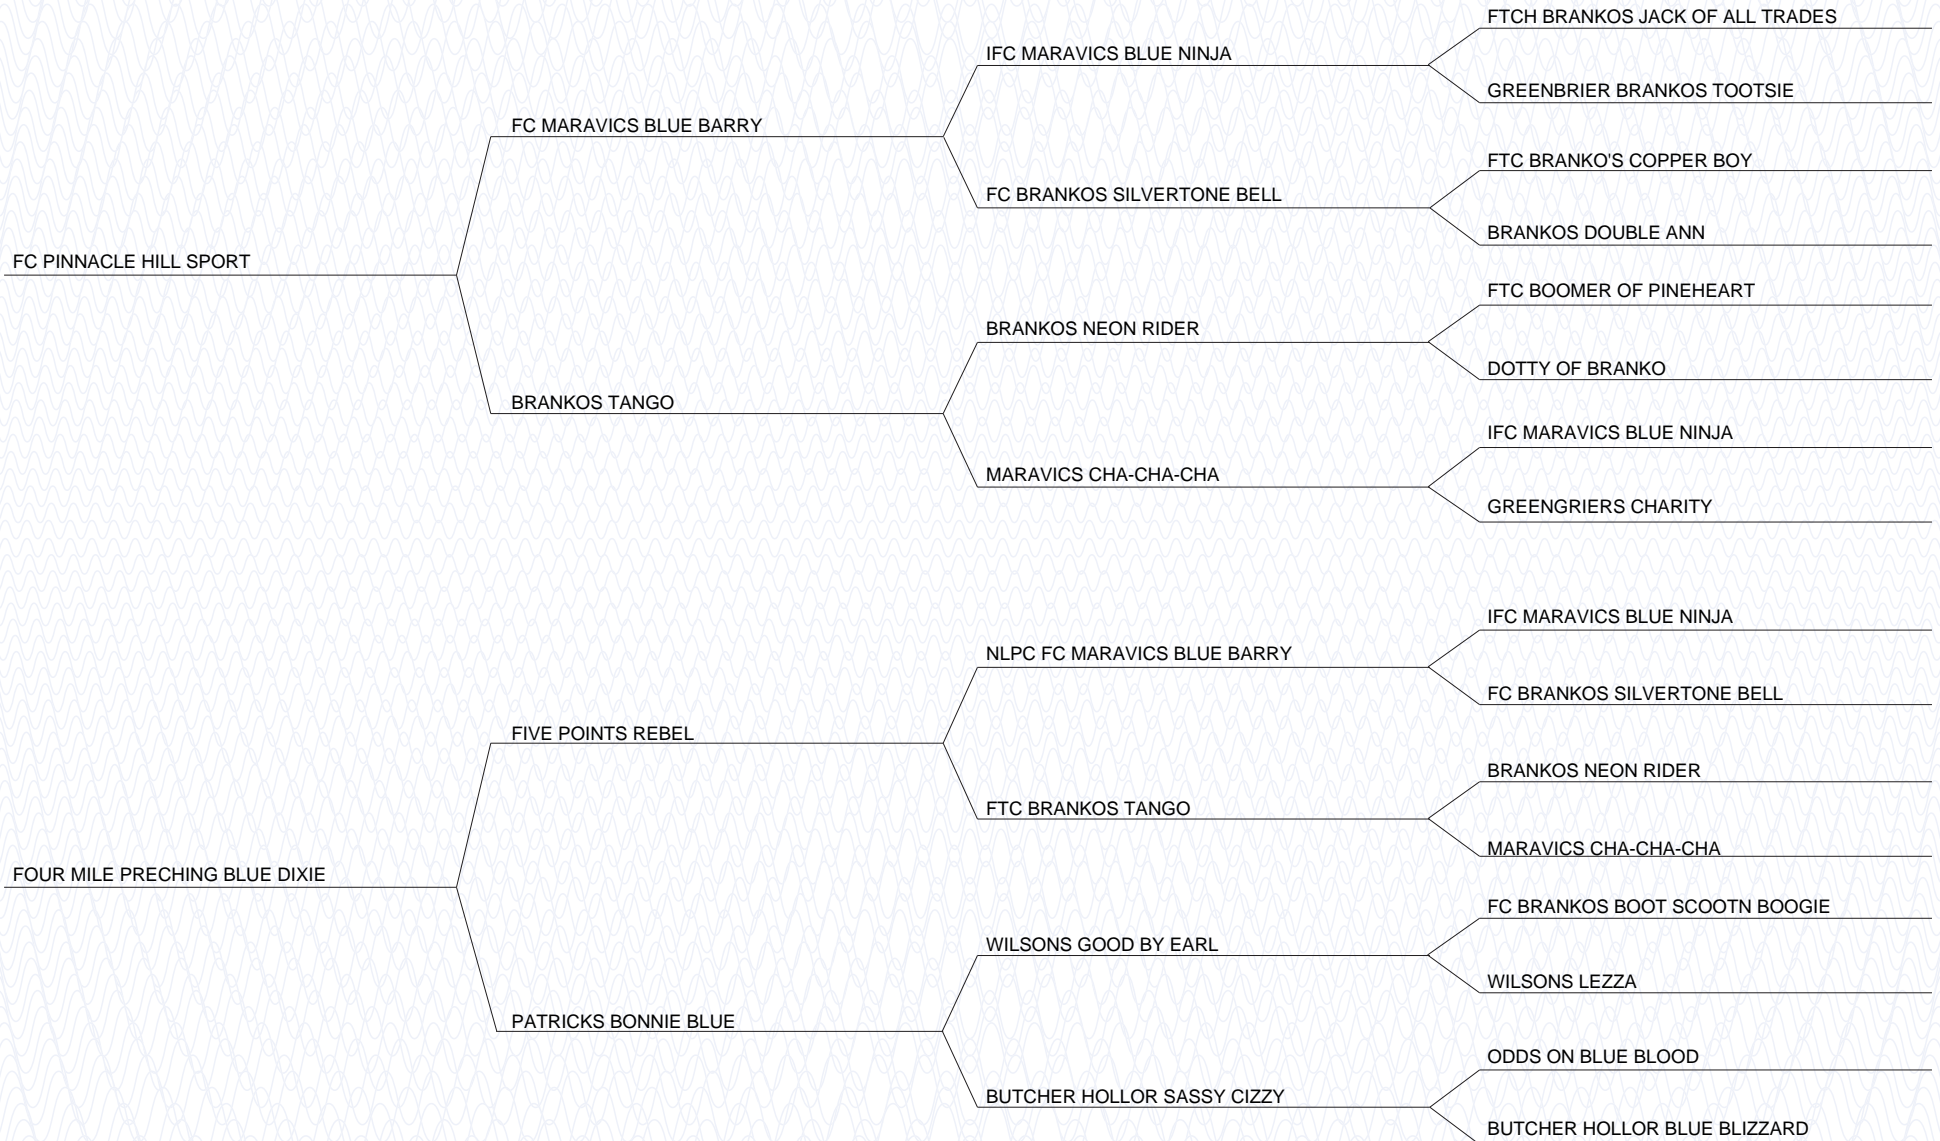 FTCH BRANKOS JACK OF ALL TRADES
IFC MARAVICS BLUE NINJA
GREENBRIER BRANKOS TOOTSIE
FC MARAVICS BLUE BARRY
FTC BRANKO'S COPPER BOY
FC BRANKOS SILVERTONE BELL
BRANKOS DOUBLE ANN
FC PINNACLE HILL SPORT
FTC BOOMER OF PINEHEART
BRANKOS NEON RIDER
DOTTY OF BRANKO
BRANKOS TANGO
IFC MARAVICS BLUE NINJA
MARAVICS CHA-CHA-CHA
GREENGRIERS CHARITY
IFC MARAVICS BLUE NINJA
NLPC FC MARAVICS BLUE BARRY
FC BRANKOS SILVERTONE BELL
FIVE POINTS REBEL
BRANKOS NEON RIDER
FTC BRANKOS TANGO
MARAVICS CHA-CHA-CHA
FOUR MILE PRECHING BLUE DIXIE
FC BRANKOS BOOT SCOOTN BOOGIE
WILSONS GOOD BY EARL
WILSONS LEZZA
PATRICKS BONNIE BLUE
ODDS ON BLUE BLOOD
BUTCHER HOLLOR SASSY CIZZY
BUTCHER HOLLOR BLUE BLIZZARD